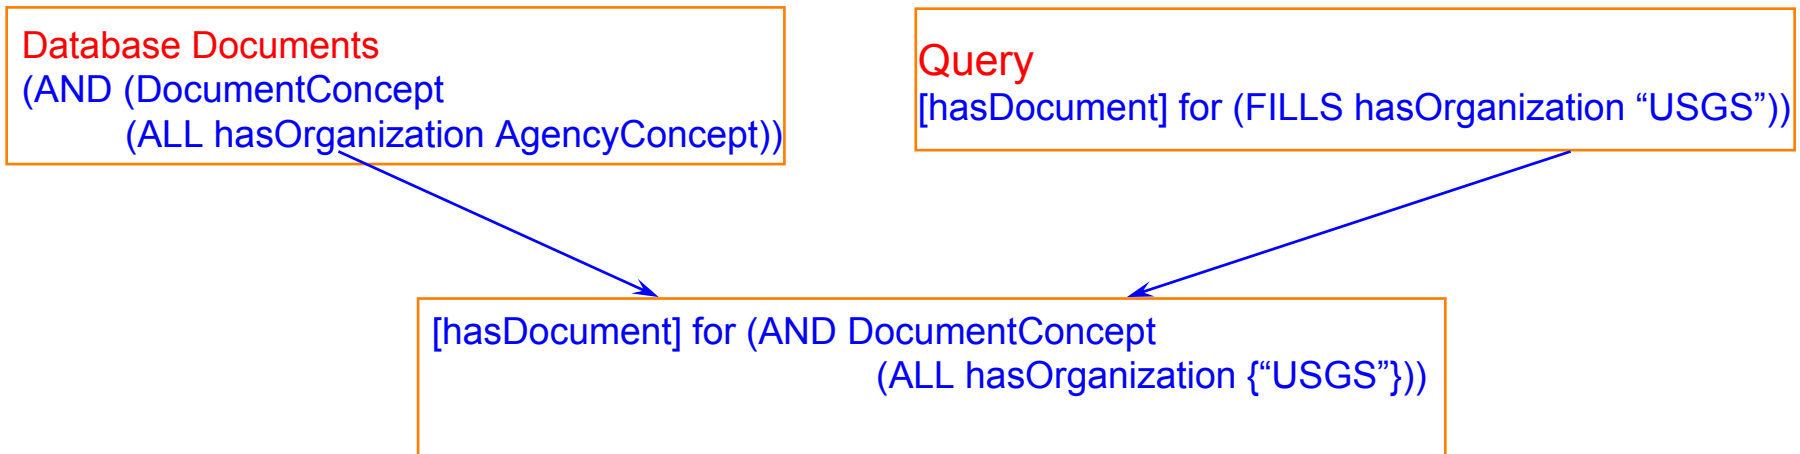 Database Documents
(AND (DocumentConcept
(ALL hasOrganization AgencyConcept))
Query
[hasDocument] for (FILLS hasOrganization “USGS”))
[hasDocument] for (AND DocumentConcept
(ALL hasOrganization {“USGS”}))